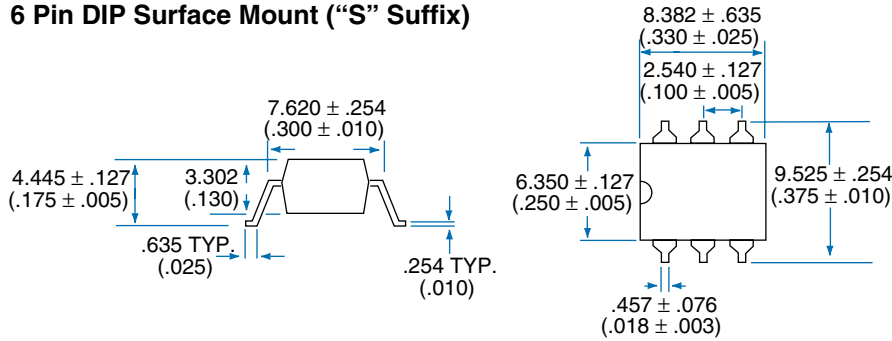 6 Pin DIP Surface Mount (“S” Suffix)
8.382 ± .635
(.330 ± .025)
2.540 ± .127
(.100 ± .005)
7.620 ± .254
(.300 ± .010)
4.445 ± .127
(.175 ± .005)
3.302
(.130)
6.350 ± .127
(.250 ± .005)
9.525 ± .254
(.375 ± .010)
.635 TYP.
(.025)
.254 TYP.
(.010)
.457 ± .076
(.018 ± .003)